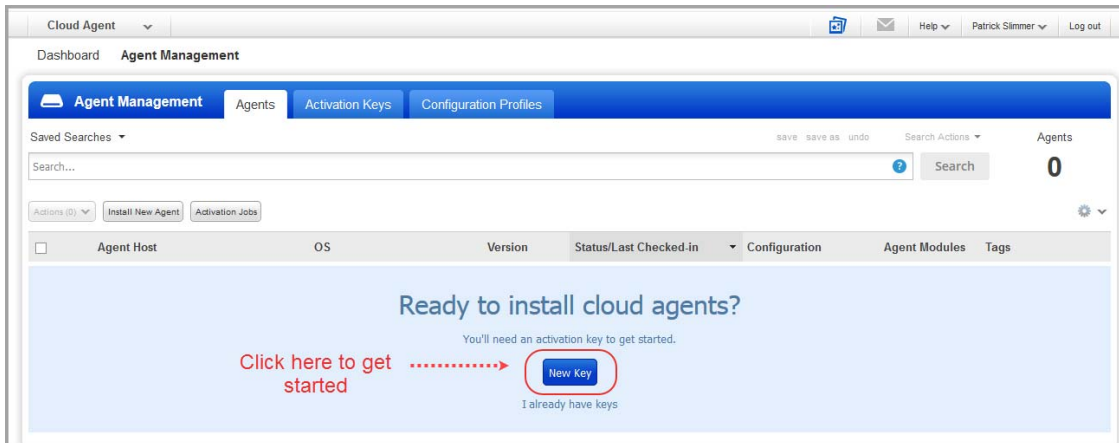 Cloud Agent
Help
Patrick Slimmer
Log out
Dashboard
Agent Management
Agent Management
Agents
Activation Keys
Configuration Profiles
Saved Searches
save
save as
undo
Search Actions
Agents
Search...
?
Search
0
Actions (0)
Install New Agent
Activation Jobs
Agent Host
OS
Version
Status/Last Checked-in
Configuration
Agent Modules
Tags
Ready to install cloud agents?
You'll need an activation key to get started.
Click here to get
started
New Key
I already have keys